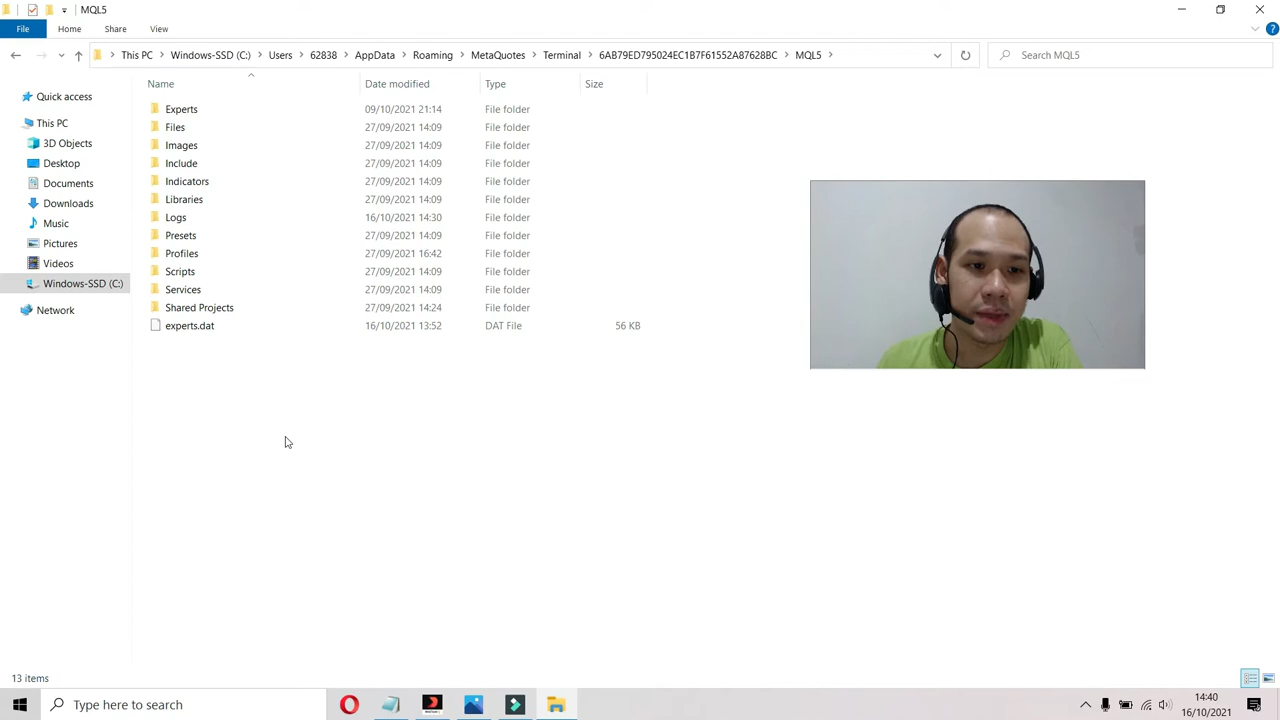 MQL5
File Home Share View
This PC Windows-SSD (C:) Users 62838 AppData Roaming MetaQuotes Terminal 6AB79ED795024EC1B7F61552A87628BC MQL5 Search MQL5
Name Date modified Type Size
Quick access
This PC
3D Objects
Desktop
Documents
Downloads
Music
Pictures
Videos
Windows-SSD (C:)
Network
Experts 09/10/2021 21:14 File folder
Files 27/09/2021 14:09 File folder
Images 27/09/2021 14:09 File folder
Include 27/09/2021 14:09 File folder
Indicators 27/09/2021 14:09 File folder
Libraries 27/09/2021 14:09 File folder
Logs 16/10/2021 14:30 File folder
Presets 27/09/2021 14:09 File folder
Profiles 27/09/2021 16:42 File folder
Scripts 27/09/2021 14:09 File folder
Services 27/09/2021 14:09 File folder
Shared Projects 27/09/2021 14:24 File folder
experts.dat 16/10/2021 13:52 DAT File 56 KB
13 items
Type here to search
14:40
16/10/2021